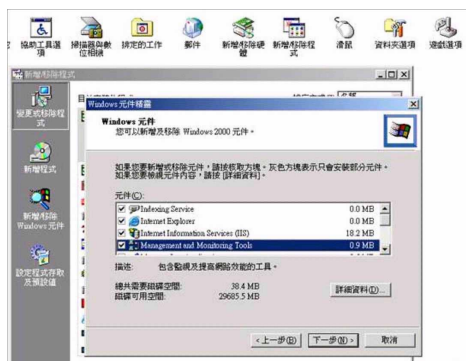 協助工具選項
掃描器與數位相機
排定的工作
郵件
新增/移除硬體
新增/移除程式
滑鼠
資料夾選項
遊戲選項
新增/移除程式
變更或移除程式
新增程式
新增/移除 Windows 元件
設定程式存取及預設值
Windows 元件精靈
Windows 元件
您可以新增及移除 Windows 2000 元件。
如果您要新增或移除元件，請按核取方塊。灰色方塊表示只會安裝部分元件。
如果您要檢視元件內容，請按 [詳細資料]。
元件(C):
Indexing Service 0.0 MB
Internet Explorer 0.0 MB
Internet Information Services (IIS) 18.2 MB
Management and Monitoring Tools 0.9 MB
描述: 包含監視及提高網路效能的工具。
總共需要磁碟空間: 38.4 MB
磁碟可用空間: 29685.5 MB
詳細資料(D)...
<上一步(B)
下一步(N)>
取消